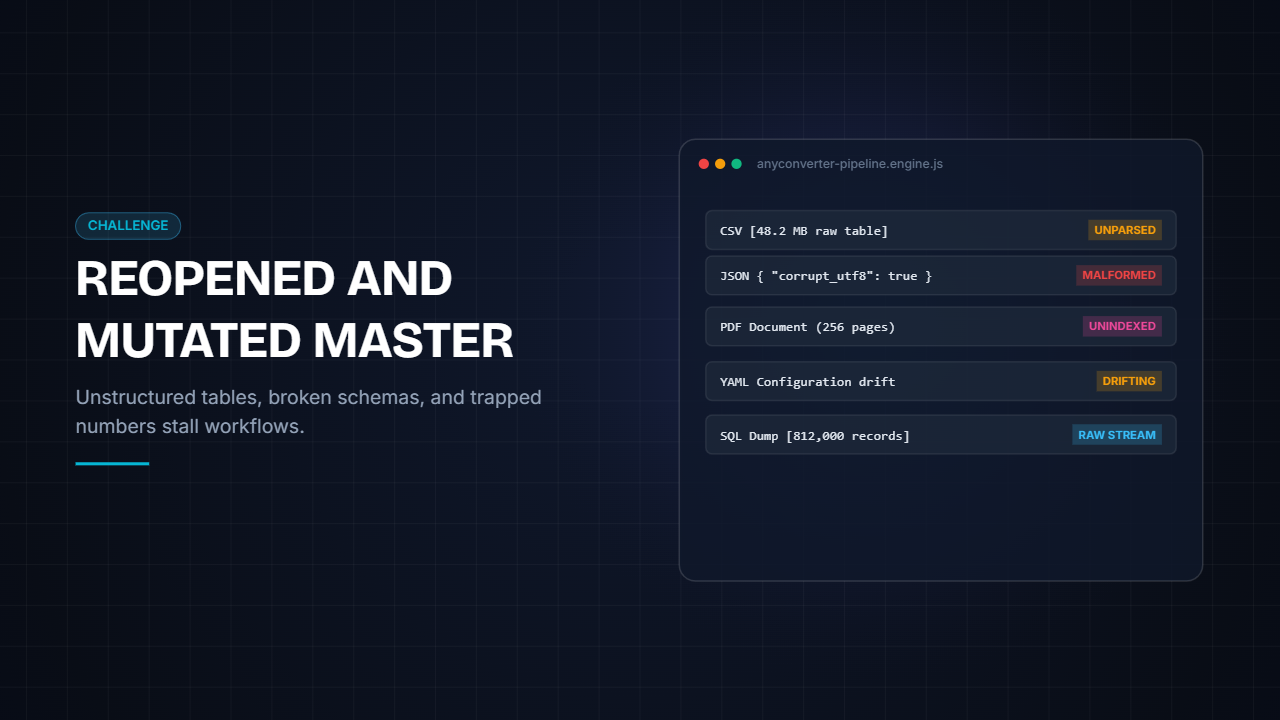 CHALLENGE
REOPENED AND
MUTATED MASTER
Unstructured tables, broken schemas, and trapped
numbers stall workflows.
anyconverter-pipeline.engine.js
CSV [48.2 MB raw table] UNPARSED
JSON { "corrupt_utf8": true } MALFORMED
PDF Document (256 pages) UNINDEXED
YAML Configuration drift DRIFTING
SQL Dump [812,000 records] RAW STREAM